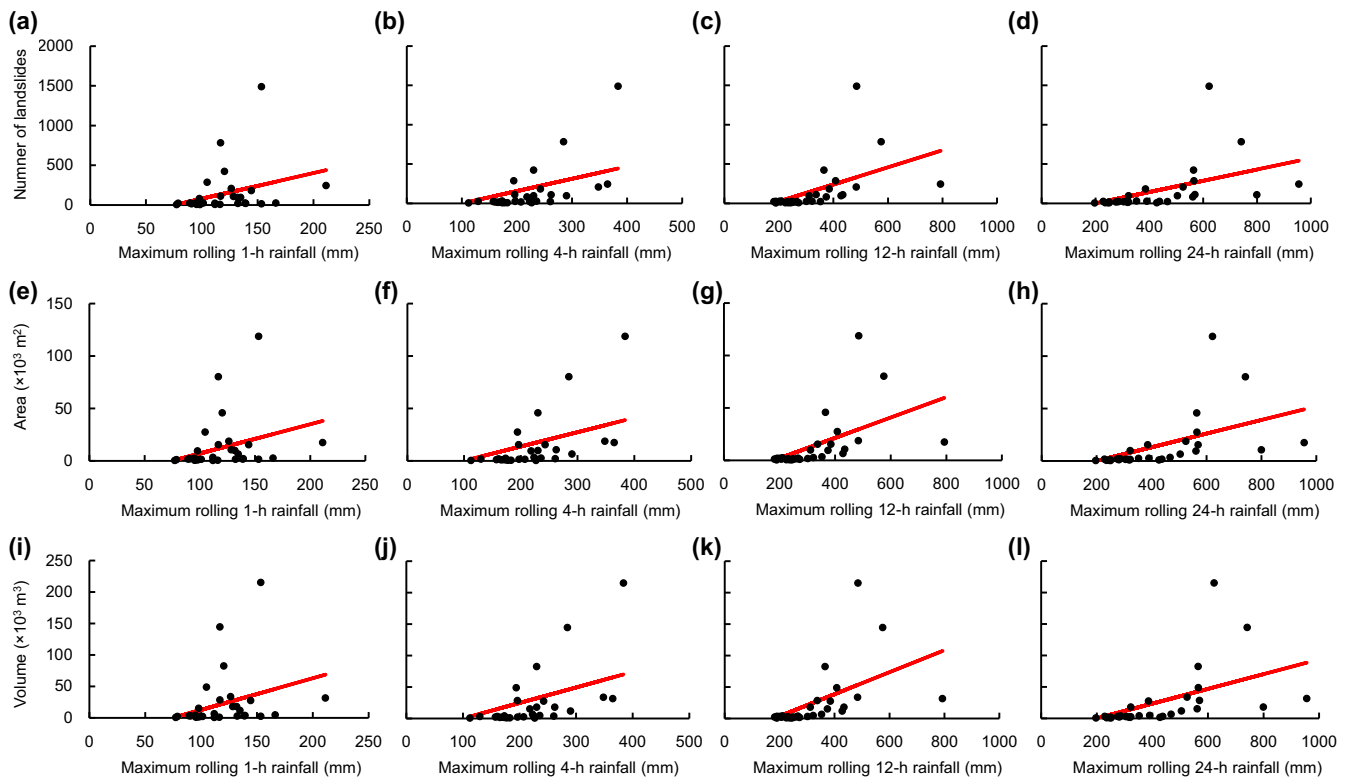 (a) (b) (c) (d)
Numner of landslides
2000
1500
1000
500
0
0 50 100 150 200 250
0 100 200 300 400 500
0 200 400 600 800 1000
0 200 400 600 800 1000
Maximum rolling 1-h rainfall (mm)
Maximum rolling 4-h rainfall (mm)
Maximum rolling 12-h rainfall (mm)
Maximum rolling 24-h rainfall (mm)
(e) (f) (g) (h)
Area (×10³ m²)
150
100
50
0
0 50 100 150 200 250
0 100 200 300 400 500
0 200 400 600 800 1000
0 200 400 600 800 1000
Maximum rolling 1-h rainfall (mm)
Maximum rolling 4-h rainfall (mm)
Maximum rolling 12-h rainfall (mm)
Maximum rolling 24-h rainfall (mm)
(i) (j) (k) (l)
Volume (×10³ m³)
250
200
150
100
50
0
0 50 100 150 200 250
0 100 200 300 400 500
0 200 400 600 800 1000
0 200 400 600 800 1000
Maximum rolling 1-h rainfall (mm)
Maximum rolling 4-h rainfall (mm)
Maximum rolling 12-h rainfall (mm)
Maximum rolling 24-h rainfall (mm)